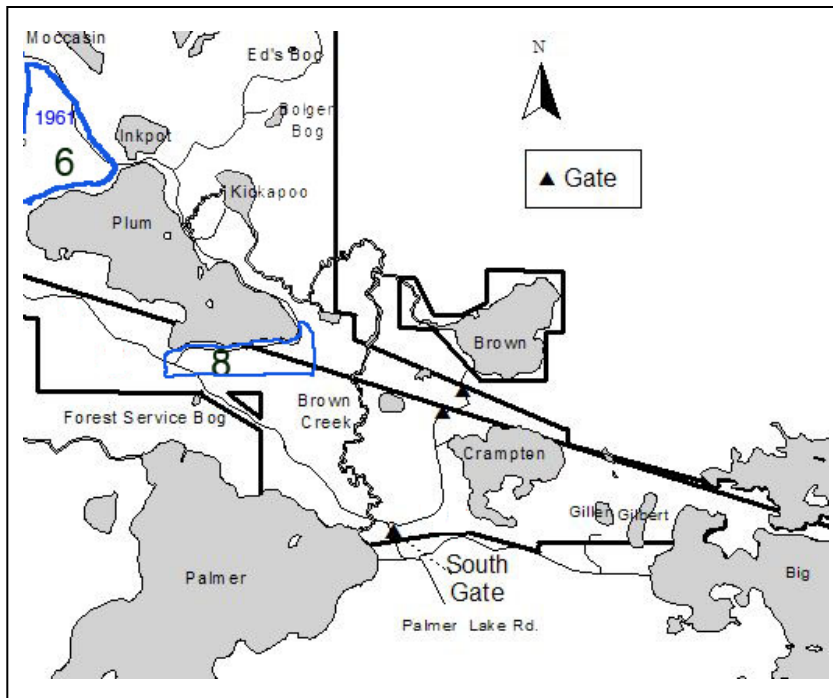 Moccasin
Ed's Bog
N
1961
Inkpot
Bolger
Bog
6
Gate
Kickapoo
Plum
Brown
8
Brown
Creek
Forest Service Bog
Crampten
Giller
Gilbert
South
Gate
Palmer
Big
Palmer Lake Rd.